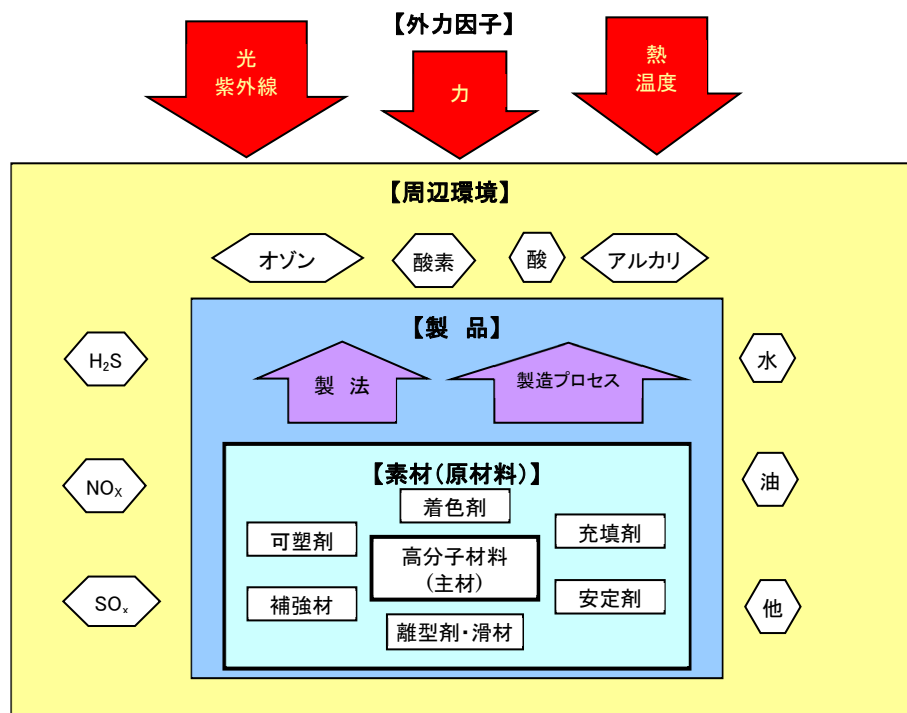 【外力因子】
光
紫外線
力
熱
温度
【周辺環境】
オゾン
酸素
酸
アルカリ
【製 品】
H₂S
水
製 法
製造プロセス
【素材(原材料)】
NOX
油
着色剤
可塑剤
充填剤
高分子材料
(主材)
補強材
安定剤
SOx
他
離型剤・滑材